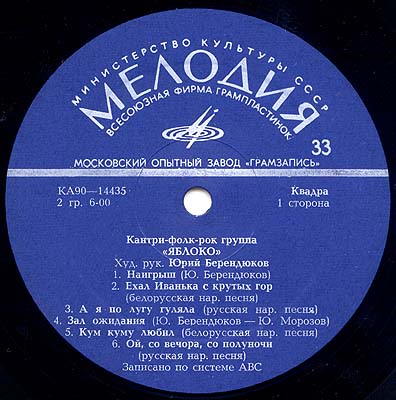 МИНИСТЕРСТВО КУЛЬТУРЫ СССР
МЕЛОДИЯ
ВСЕСОЮЗНАЯ ФИРМА ГРАМПЛАСТИНОК
33
МОСКОВСКИЙ ОПЫТНЫЙ ЗАВОД «ГРАМЗАПИСЬ»
КА90—14435
Квадра
2 гр. 6-00
1 сторона
Кантри-фолк-рок группа
«ЯБЛОКО»
Худ. рук. Юрий Берендюков
1. Наигрыш (Ю. Берендюков)
2. Ехал Иванька с крутых гор
(белорусская нар. песня)
3. А я по лугу гуляла (русская нар. песня)
4. Зал ожидания (Ю. Берендюков — Ю. Морозов)
5. Кум куму любил (белорусская нар. песня)
6. Ой, со вечора, со полуночи
(русская нар. песня)
Записано по системе АВС